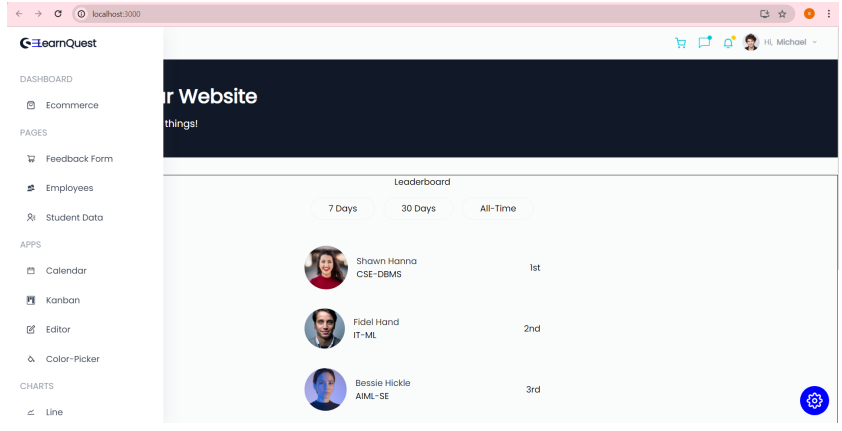 localhost:3000
LearnQuest
Hi, Michael
DASHBOARD
Ecommerce
PAGES
Feedback Form
Employees
Student Data
APPS
Calendar
Kanban
Editor
Color-Picker
CHARTS
Line
r Website
things!
Leaderboard
7 Days 30 Days All-Time
Shawn Hanna
CSE-DBMS
1st
Fidel Hand
IT-ML
2nd
Bessie Hickle
AIML-SE
3rd